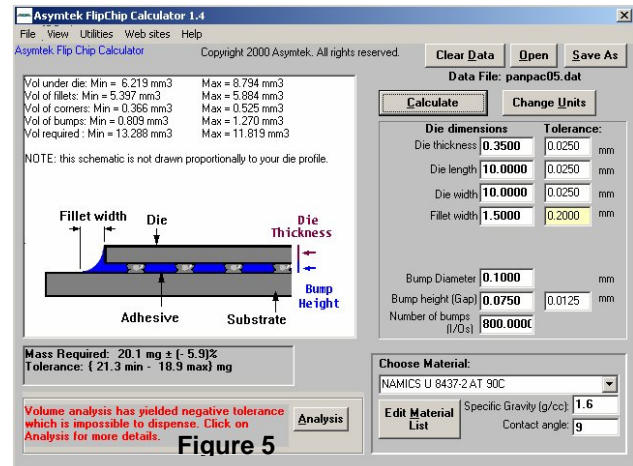 Asymtek FlipChip Calculator 1.4
File View Utilities Web sites Help
Asymtek Flip Chip Calculator
Copyright 2000 Asymtek. All rights reserved.
Clear Data
Open
Save As
Data File: panpac05.dat
Calculate
Change Units
Vol under die: Min = 6.219 mm3 Max = 8.794 mm3
Vol of fillets: Min = 5.397 mm3 Max = 5.884 mm3
Vol of corners: Min = 0.366 mm3 Max = 0.525 mm3
Vol of bumps: Min = 0.809 mm3 Max = 1.270 mm3
Vol required : Min = 13.288 mm3 Max = 11.819 mm3
NOTE: this schematic is not drawn proportionally to your die profile.
Fillet width
Die
Die Thickness
Bump Height
Adhesive
Substrate
Die dimensions Tolerance:
Die thickness 0.3500 0.0250 mm
Die length 10.0000 0.0250 mm
Die width 10.0000 0.0250 mm
Fillet width 1.5000 0.2000 mm
Bump Diameter 0.1000 mm
Bump height (Gap) 0.0750 0.0125 mm
Number of bumps (I/Os) 800.000(
Mass Required: 20.1 mg ± (- 5.9)%
Tolerance: { 21.3 min - 18.9 max} mg
Volume analysis has yielded negative tolerance
which is impossible to dispense. Click on
Analysis for more details.
Analysis
Figure 5
Choose Material:
NAMICS U 8437-2 AT 90C
Edit Material List
Specific Gravity (g/cc): 1.6
Contact angle: 9